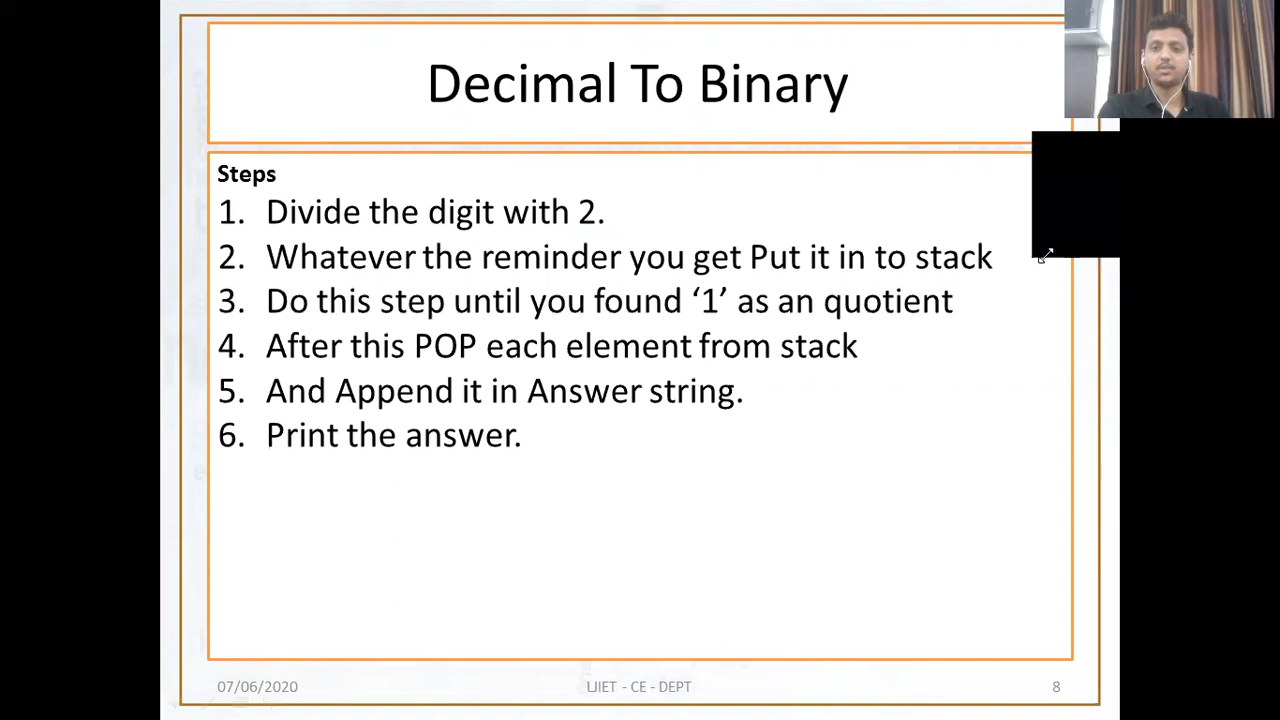 Decimal To Binary
Steps
1. Divide the digit with 2.
2. Whatever the reminder you get Put it in to stack
3. Do this step until you found ‘1’ as an quotient
4. After this POP each element from stack
5. And Append it in Answer string.
6. Print the answer.
07/06/2020 LJIET - CE - DEPT 8